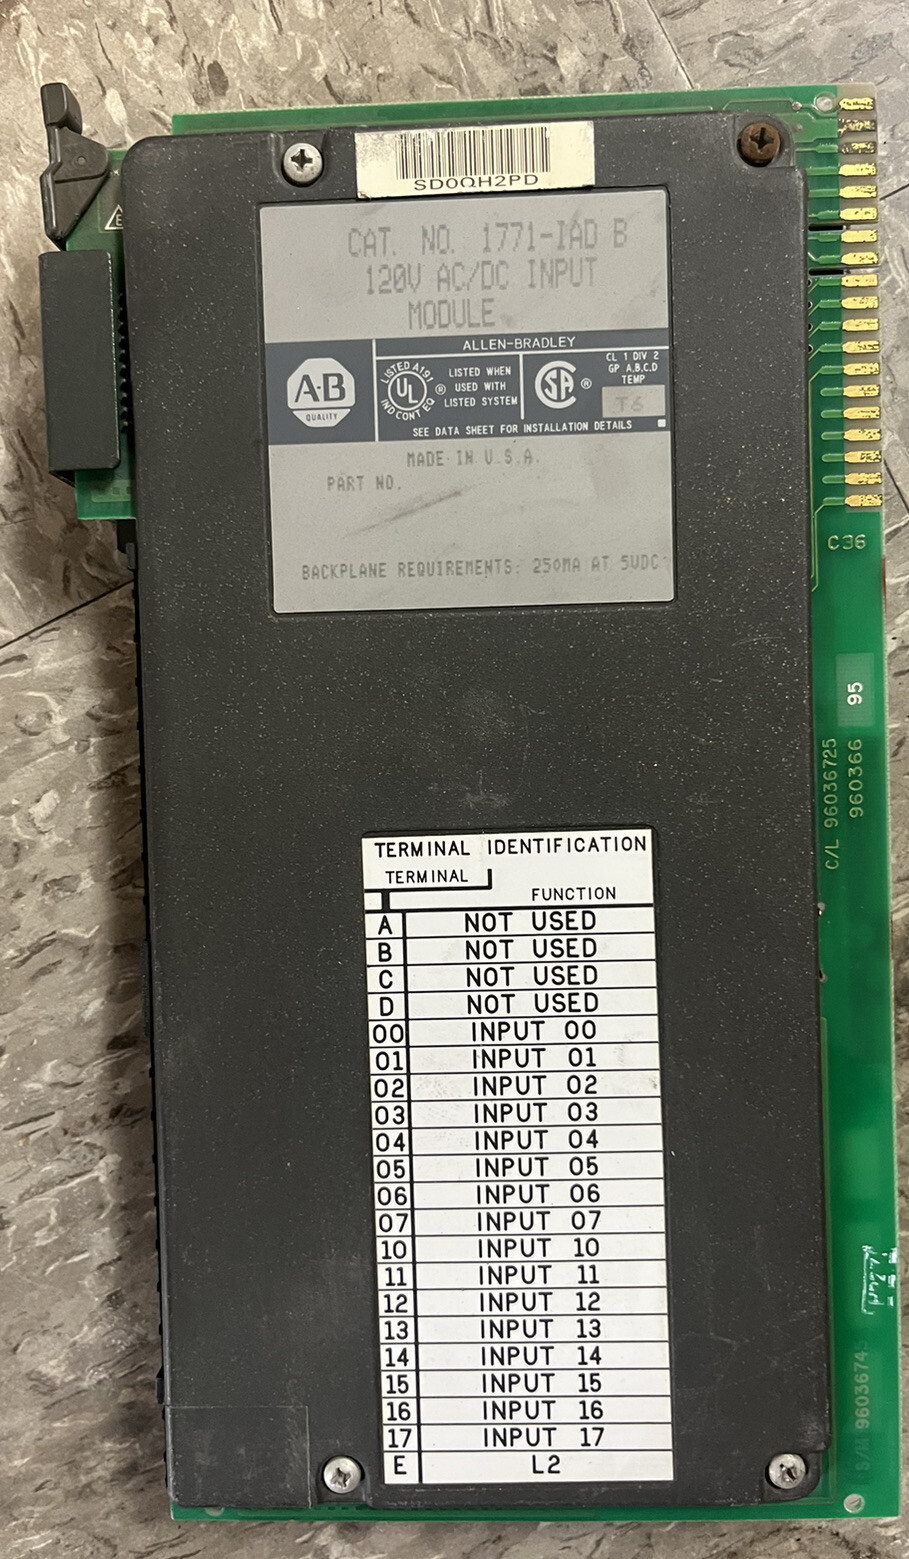 SD0QH2PD
CAT. NO. 1771-IAD B
120V AC/DC INPUT
MODULE
ALLEN-BRADLEY
A-B
QUALITY
LISTED A191
UL
IND CONT EQ
®
LISTED WHEN
USED WITH
LISTED SYSTEM
SA
®
CL 1 DIV 2
GP A,B,C,D
TEMP
T6
SEE DATA SHEET FOR INSTALLATION DETAILS
MADE IN U.S.A.
PART NO.
BACKPLANE REQUIREMENTS: 250MA AT 5VDC
C36
95
C/L 96036725
960366
TERMINAL IDENTIFICATION
TERMINAL
FUNCTION
A NOT USED
B NOT USED
C NOT USED
D NOT USED
00 INPUT 00
01 INPUT 01
02 INPUT 02
03 INPUT 03
04 INPUT 04
05 INPUT 05
06 INPUT 06
07 INPUT 07
10 INPUT 10
11 INPUT 11
12 INPUT 12
13 INPUT 13
14 INPUT 14
15 INPUT 15
16 INPUT 16
17 INPUT 17
E L2